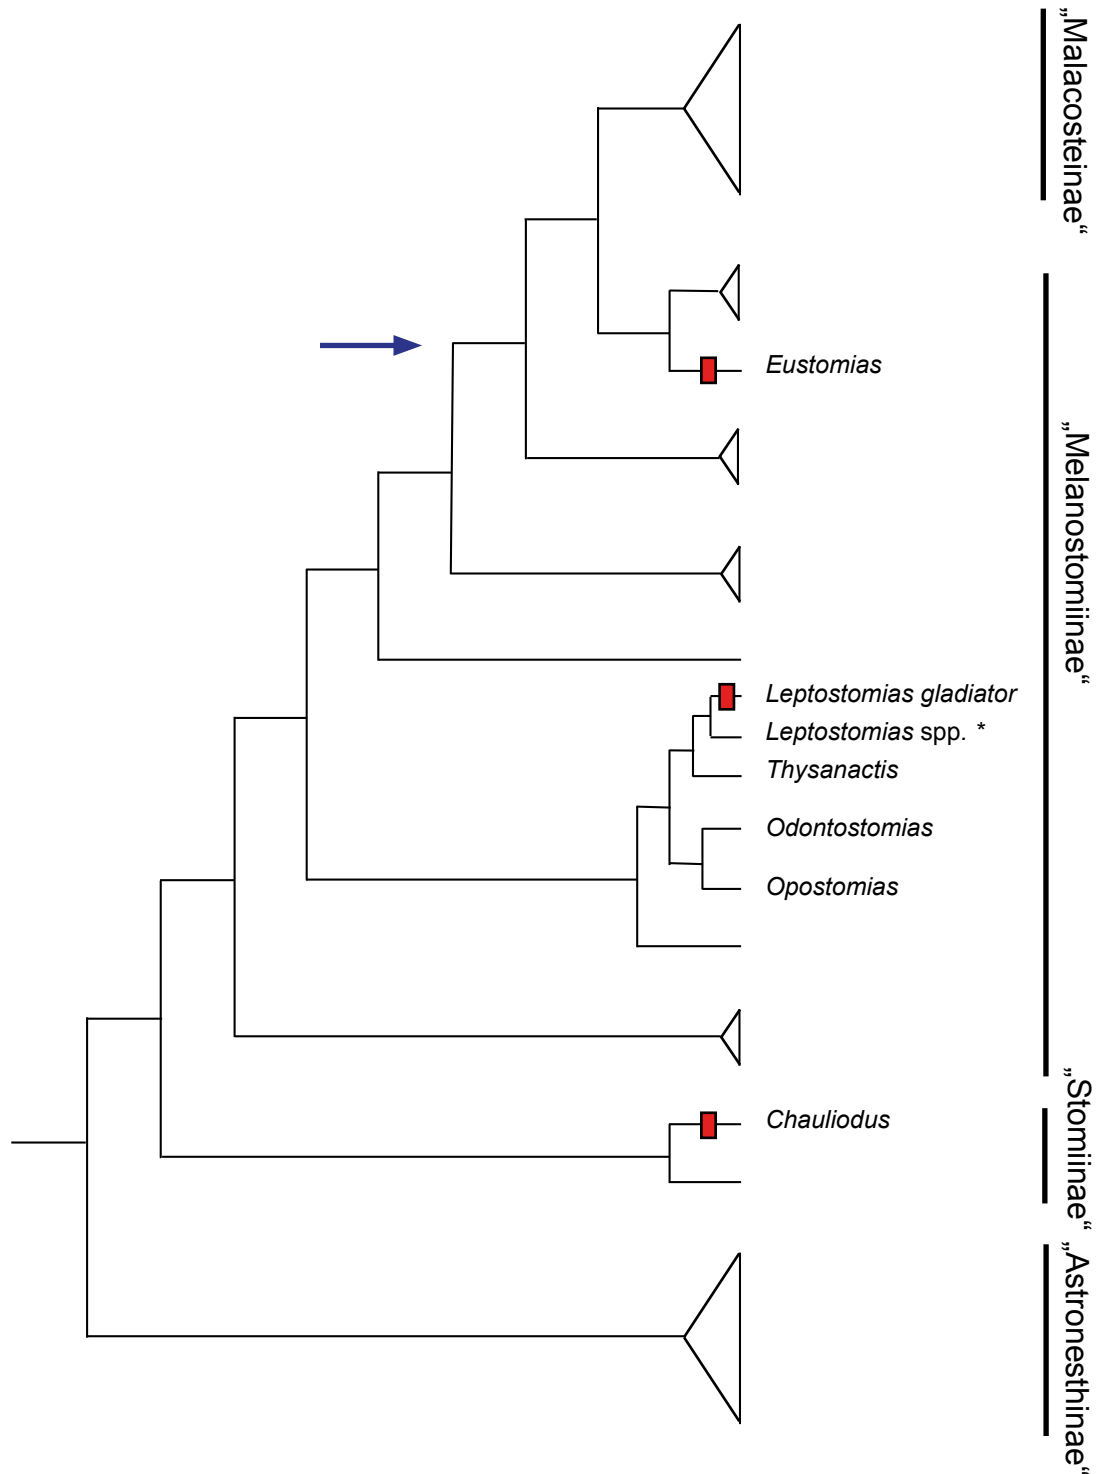 „Malacosteinae“
Eustomias
„Melanostomiinae“
Leptostomias gladiator
Leptostomias spp. *
Thysanactis
Odontostomias
Opostomias
„Stomiinae“
Chauliodus
„Astronesthinae“